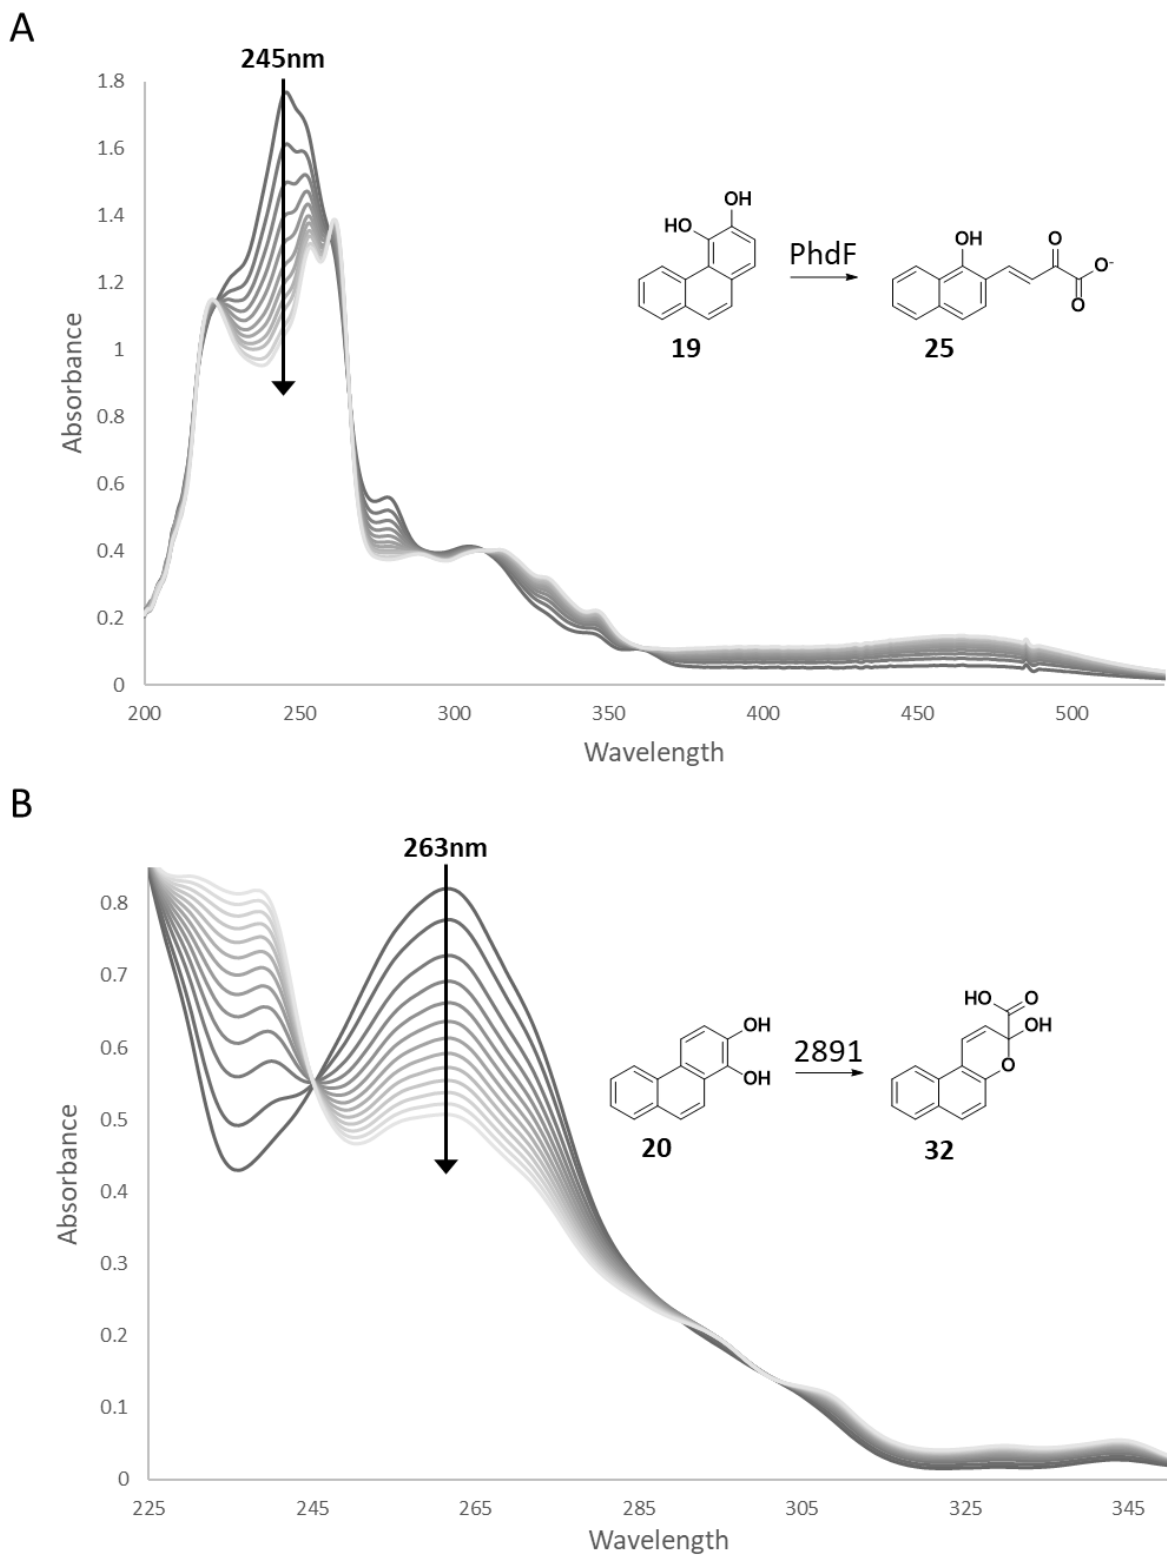 A
245nm
1.8
1.6
1.4
1.2
1
0.8
0.6
0.4
0.2
0
Absorbance
200 250 300 350 400 450 500
Wavelength
OH
HO
PhdF
OH O O⁻
O
19 25
B
263nm
0.8
0.7
0.6
0.5
0.4
0.3
0.2
0.1
0
Absorbance
225 245 265 285 305 325 345
Wavelength
OH
OH
2891
HO O
OH
O
20 32